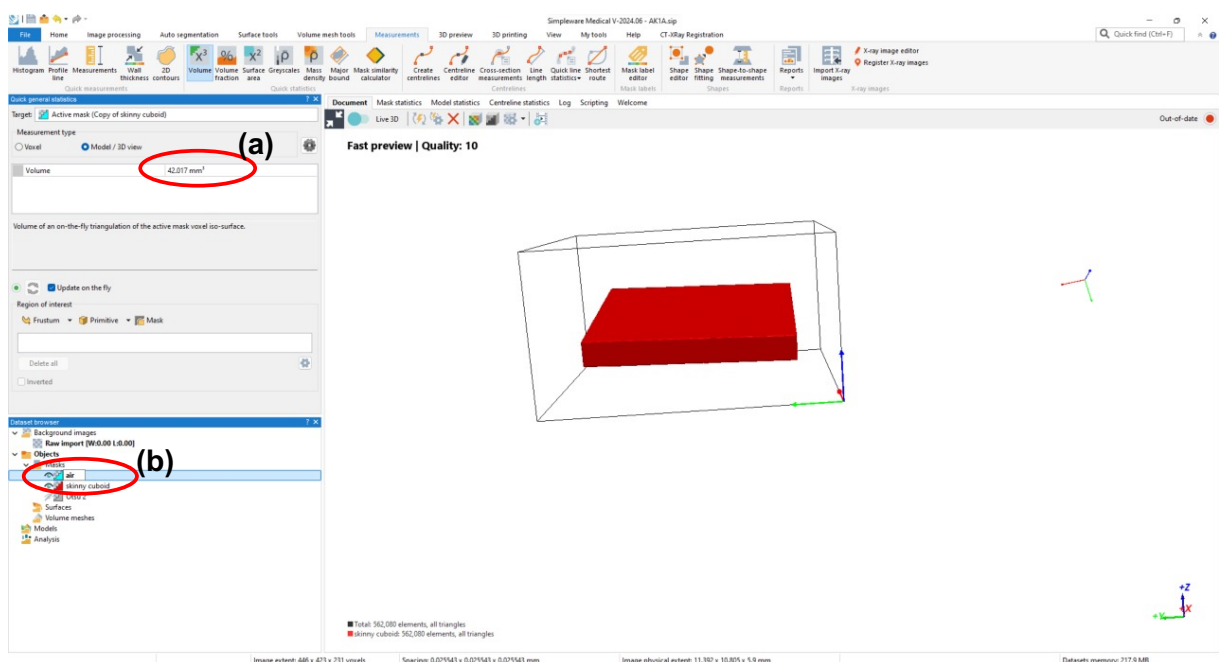 Simpleware Medical V-2024.06 - AK1A.sip
File Home Image processing Auto segmentation Surface tools Volume mesh tools Measurements 3D preview 3D printing View My tools Help CT-XRay Registration Quick find (Ctrl+F)
Histogram Profile line Measurements Wall thickness 2D contours Volume Volume fraction Surface area Greyscales Mass density Major bound Mask similarity calculator Create centrelines Centreline editor Cross-section measurements Line length Quick line statistics Shortest route Mask label editor Shape editor Shape fitting Shape-to-shape measurements Reports Import X-ray images X-ray image editor
Register X-ray images
Quick measurements Quick statistics Centrelines Mask labels Shapes Reports X-ray images
Quick general statistics ? ×
Document Mask statistics Model statistics Centreline statistics Log Scripting Welcome
Target: Active mask (Copy of skinny cuboid)
Live 3D Out-of-date
Measurement type
Voxel Model / 3D view
(a)
Fast preview | Quality: 10
Volume 42.017 mm³
Volume of an on-the-fly triangulation of the active mask voxel iso-surface.
Update on the fly
Region of interest
Frustum Primitive Mask
Delete all
Inverted
Dataset browser ? ×
Background images
Raw import [W:0.00 L:0.00]
Objects
Masks
(b)
air
skinny cuboid
Otsu 2
Surfaces
Volume meshes
Models
Analysis
+Z
+X
+Y
Total: 562,080 elements, all triangles
skinny cuboid: 562,080 elements, all triangles
Image extent: 446 x 423 x 231 voxels Spacing: 0.025543 x 0.025543 x 0.025543 mm Image physical extent: 11.392 x 10.805 x 5.9 mm Datasets memory: 217.9 MB